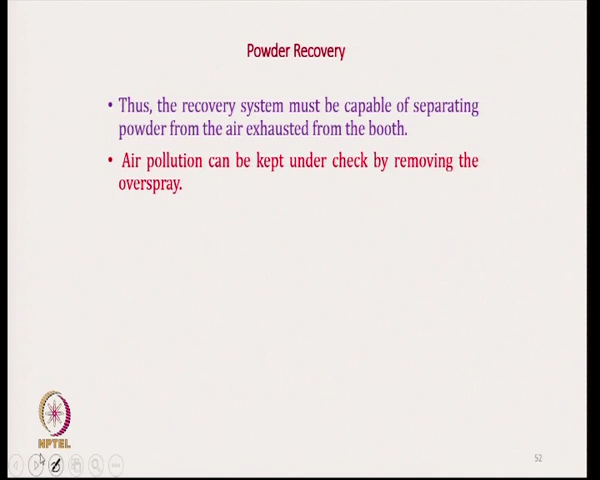 Powder Recovery
• Thus, the recovery system must be capable of separating
powder from the air exhausted from the booth.
• Air pollution can be kept under check by removing the
overspray.
NPTEL
52